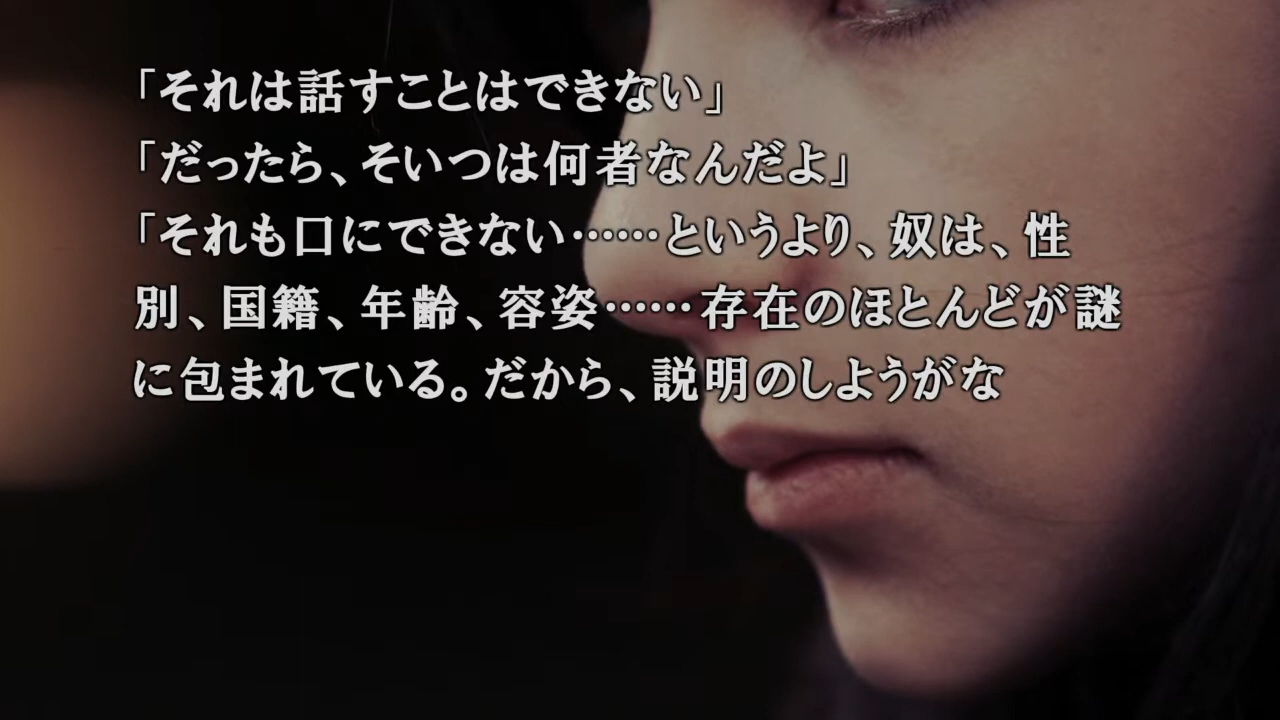 「それは話すことはできない」
「だったら、そいつは何者なんだよ」
「それも口にできない……というより、奴は、性
別、国籍、年齢、容姿……存在のほとんどが謎
に包まれている。だから、説明のしようがな